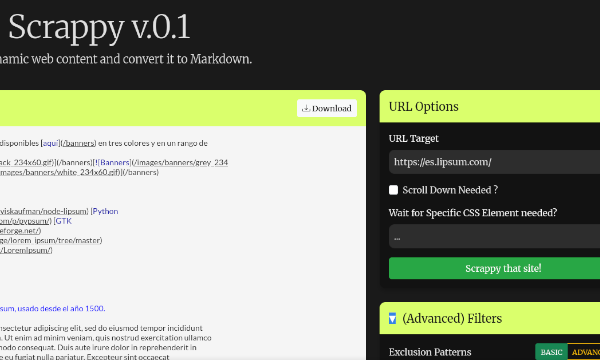 Scrappy v.0.1
namic web content and convert it to Markdown.
Download
disponibles [aquí](/banners) en tres colores y en un rango de
ack_234x60.gif)](/banners)[![Banners](/images/banners/grey_234
images/banners/white_234x60.gif)](/banners)
viskaufman/node-lipsum) [Python
om/p/pypsum/) [GTK
eforge.net/)
ge/lorem_ipsum/tree/master)
/LoremIpsum/)
sum, usado desde el año 1500.
nsectetur adipiscing elit, sed do eiusmod tempor incididunt
. Ut enim ad minim veniam, quis nostrud exercitation ullamco
modo consequat. Duis aute irure dolor in reprehenderit in
e eu fugiat nulla pariatur. Excepteur sint occaecat
URL Options
URL Target
https://es.lipsum.com/
Scroll Down Needed ?
Wait for Specific CSS Element needed?
...
Scrappy that site!
(Advanced) Filters
Exclusion Patterns
BASIC ADVANC